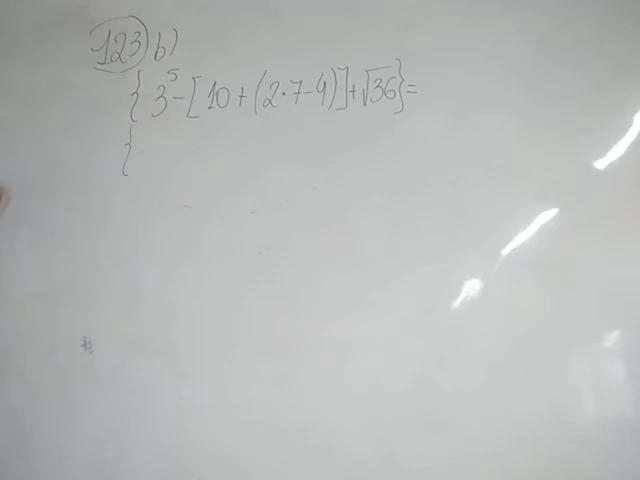 123 b)
{ 3⁵ - [ 10 + (2·7-4)] + √36} =
{